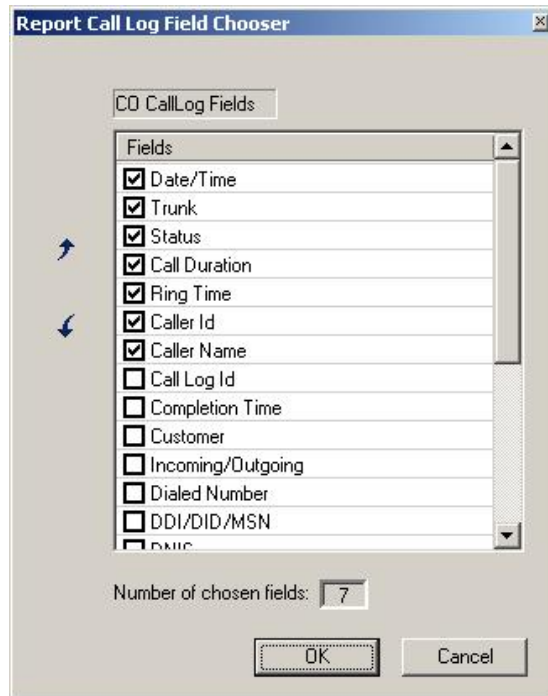 Report Call Log Field Chooser
CO CallLog Fields
Fields
Date/Time
Trunk
Status
Call Duration
Ring Time
Caller Id
Caller Name
Call Log Id
Completion Time
Customer
Incoming/Outgoing
Dialed Number
DDI/DID/MSN
DNIS
Number of chosen fields: 7
OK Cancel